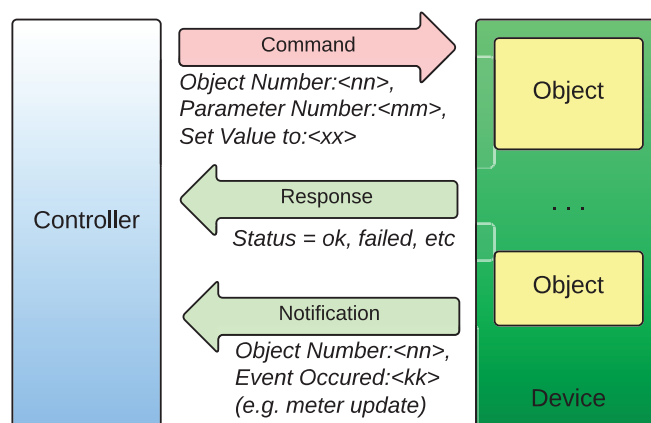 Command
Object Number:<nn>,
Parameter Number:<mm>,
Set Value to:<xx>
Object
Response
. . .
Controller
Status = ok, failed, etc
Object
Notification
Object Number:<nn>,
Event Occured:<kk>
(e.g. meter update)
Device